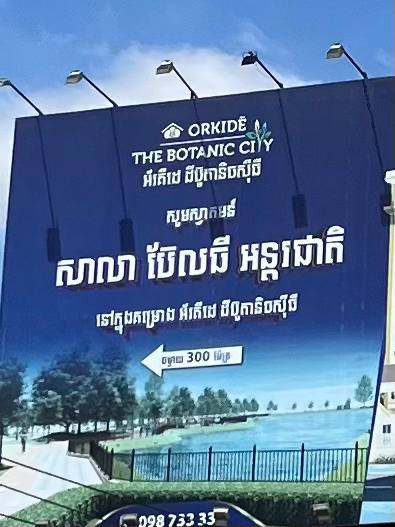 ORKIDĒ
THE BOTANIC CITY
អ័រគីដេ ដឹបូតានិចស៊ីធី
សូមស្វាគមន៍
សាលា ប៊ែលធី អន្តរជាតិ
នៅក្នុងគម្រោង អ័រគីដេ ដឹបូតានិចស៊ីធី
ចម្ងាយ 300 ម៉ែត្រ
098 733 33